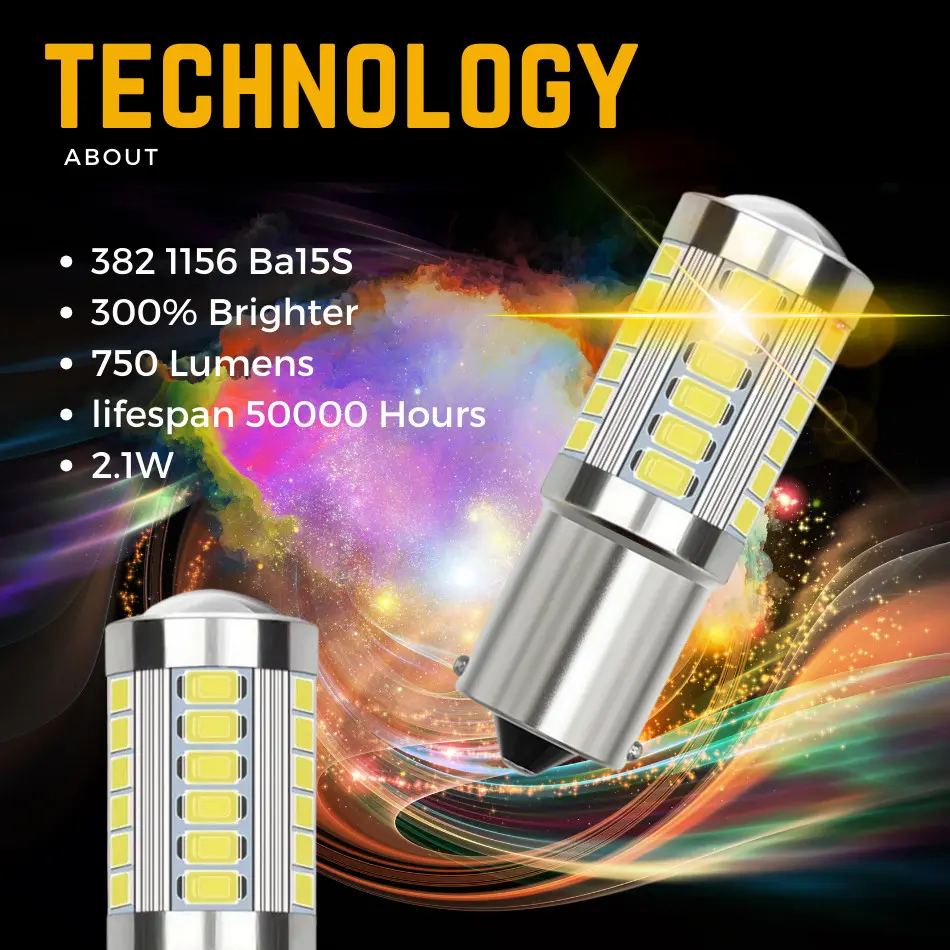 TECHNOLOGY
ABOUT
• 382 1156 Ba15S
• 300% Brighter
• 750 Lumens
• lifespan 50000 Hours
• 2.1W